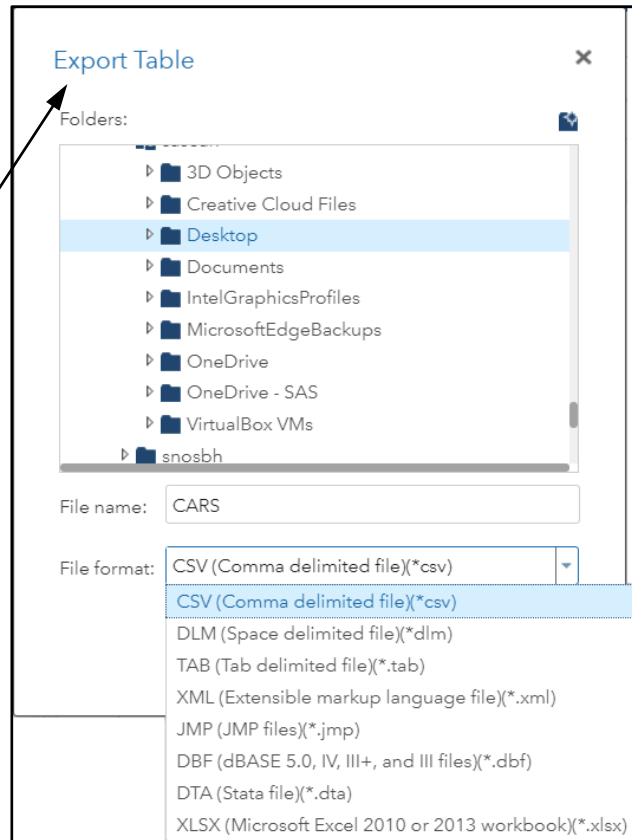 Export Table
Folders:
3D Objects
Creative Cloud Files
Desktop
Documents
IntelGraphicsProfiles
MicrosoftEdgeBackups
OneDrive
OneDrive - SAS
VirtualBox VMs
snosbh
File name: CARS
File format: CSV (Comma delimited file)(*csv)
CSV (Comma delimited file)(*csv)
DLM (Space delimited file)(*dlm)
TAB (Tab delimited file)(*.tab)
XML (Extensible markup language file)(*.xml)
JMP (JMP files)(*.jmp)
DBF (dBASE 5.0, IV, III+, and III files)(*.dbf)
DTA (Stata file)(*.dta)
XLSX (Microsoft Excel 2010 or 2013 workbook)(*.xlsx)